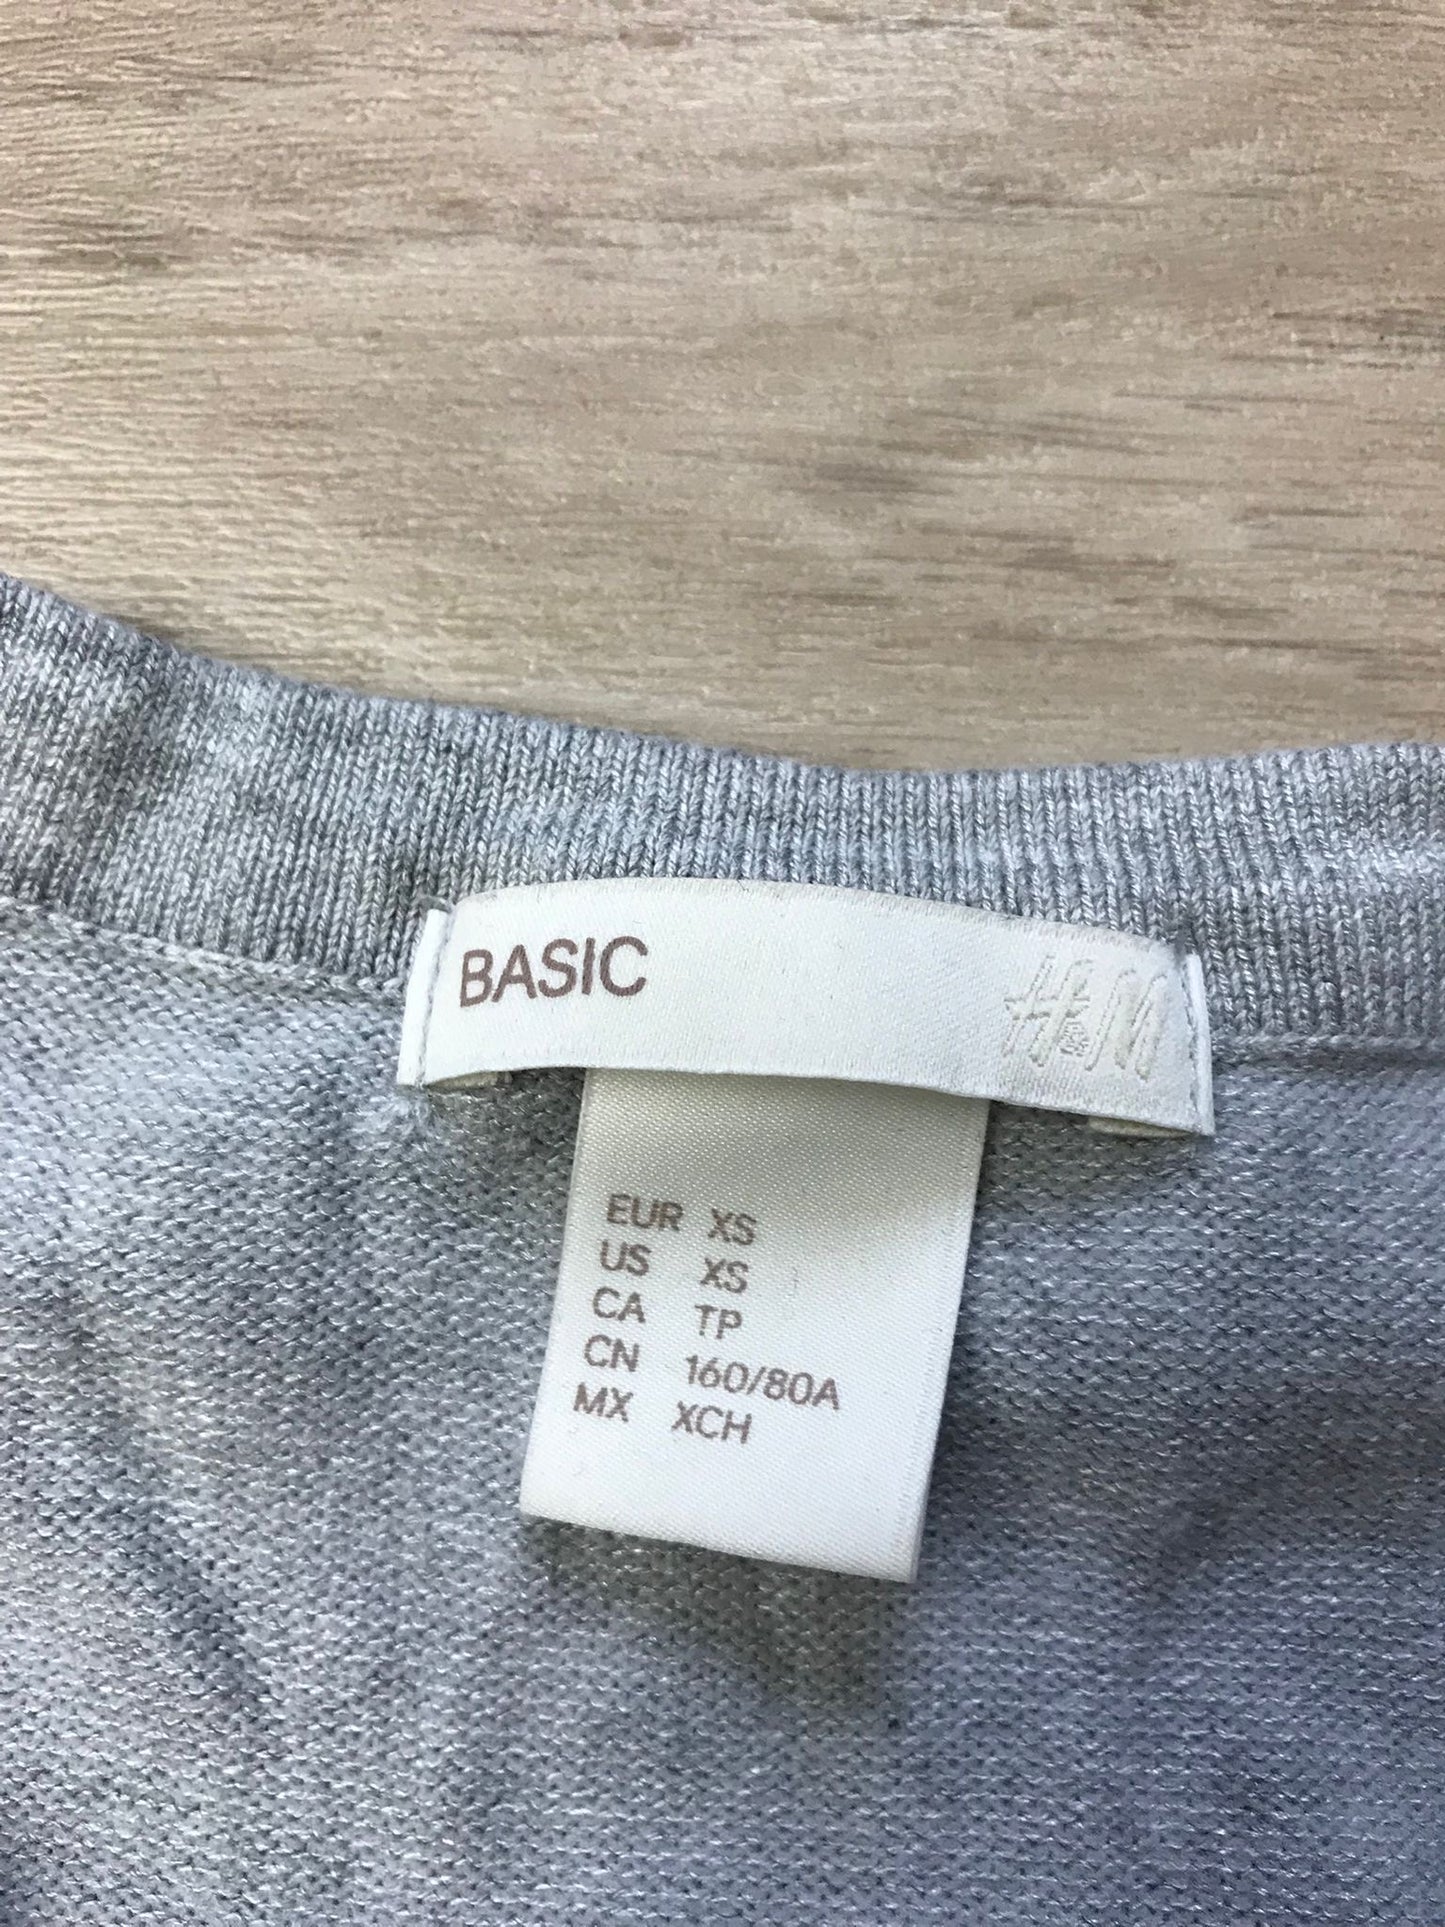 BASIC H&M
EUR XS
US XS
CA TP
CN 160/80A
MX XCH